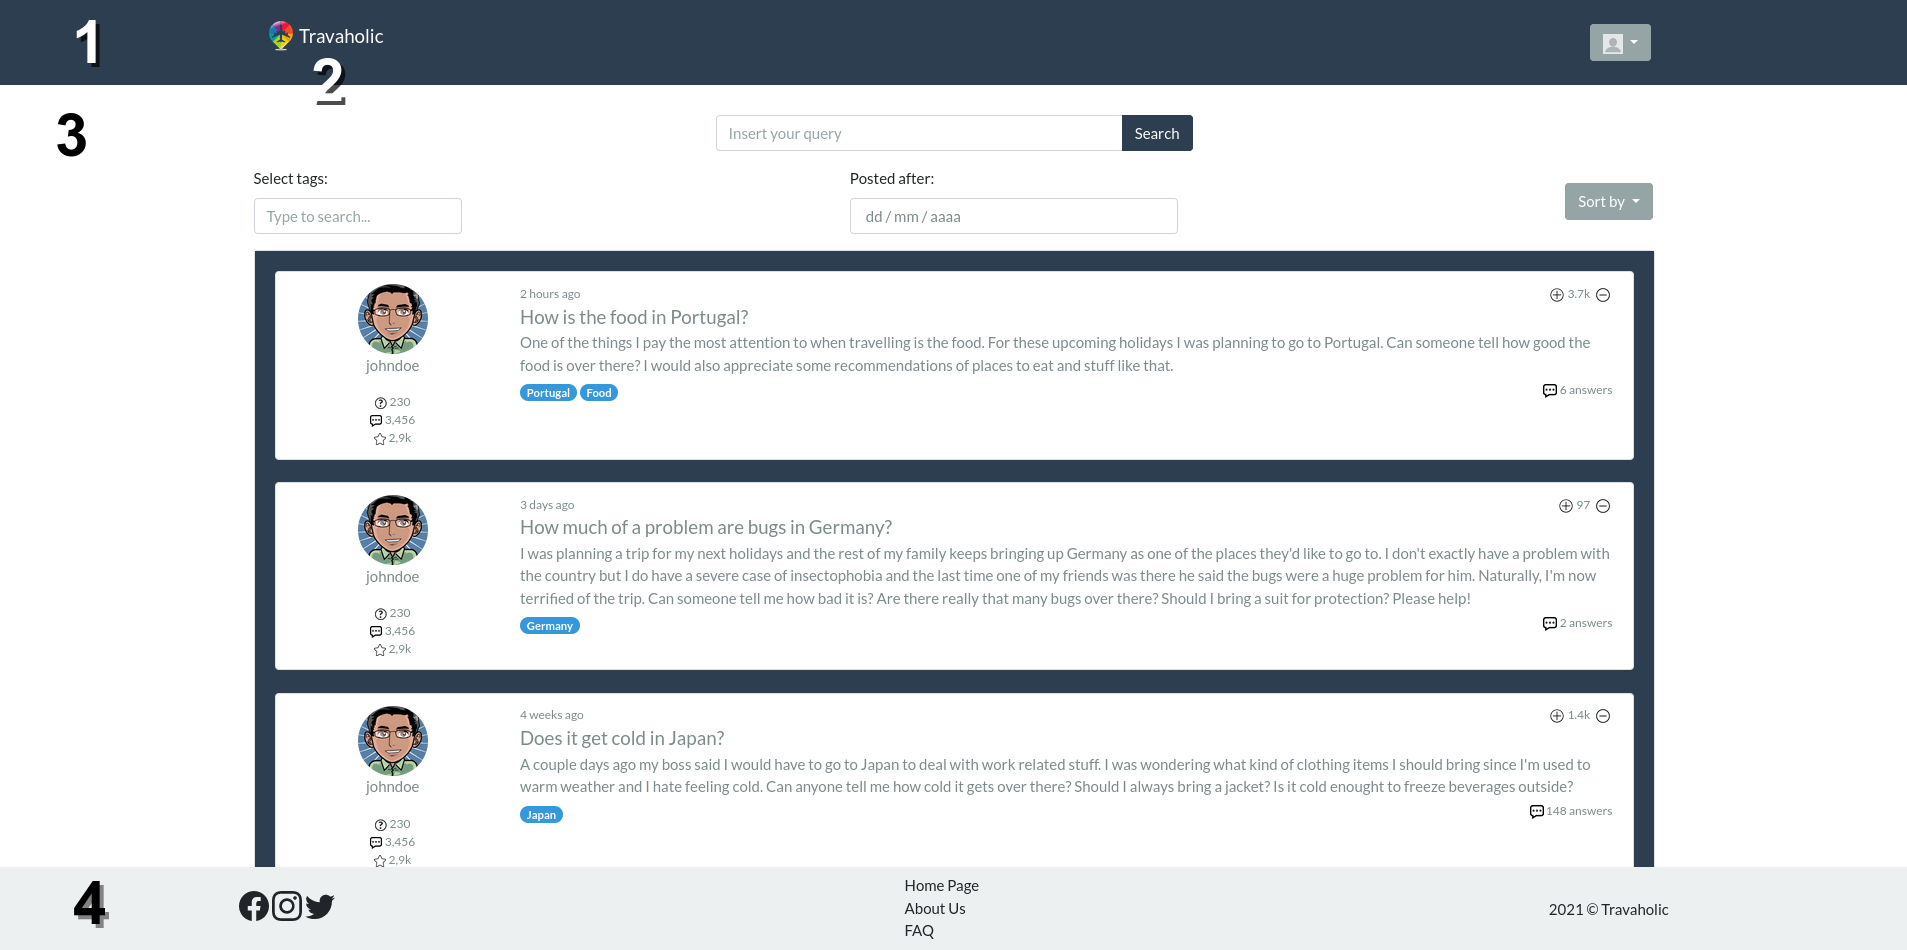 1
Travaholic
2
3
Insert your query
Search
Select tags:
Posted after:
Type to search...
dd / mm / aaaa
Sort by
2 hours ago
3.7k
How is the food in Portugal?
One of the things I pay the most attention to when travelling is the food. For these upcoming holidays I was planning to go to Portugal. Can someone tell how good the
food is over there? I would also appreciate some recommendations of places to eat and stuff like that.
johndoe
Portugal Food
6 answers
230
3,456
2,9k
3 days ago
97
How much of a problem are bugs in Germany?
I was planning a trip for my next holidays and the rest of my family keeps bringing up Germany as one of the places they'd like to go to. I don't exactly have a problem with
the country but I do have a severe case of insectophobia and the last time one of my friends was there he said the bugs were a huge problem for him. Naturally, I'm now
terrified of the trip. Can someone tell me how bad it is? Are there really that many bugs over there? Should I bring a suit for protection? Please help!
johndoe
Germany
2 answers
230
3,456
2,9k
4 weeks ago
1.4k
Does it get cold in Japan?
A couple days ago my boss said I would have to go to Japan to deal with work related stuff. I was wondering what kind of clothing items I should bring since I'm used to
warm weather and I hate feeling cold. Can anyone tell me how cold it gets over there? Should I always bring a jacket? Is it cold enought to freeze beverages outside?
johndoe
Japan
148 answers
230
3,456
2,9k
4
Home Page
About Us
FAQ
2021 © Travaholic